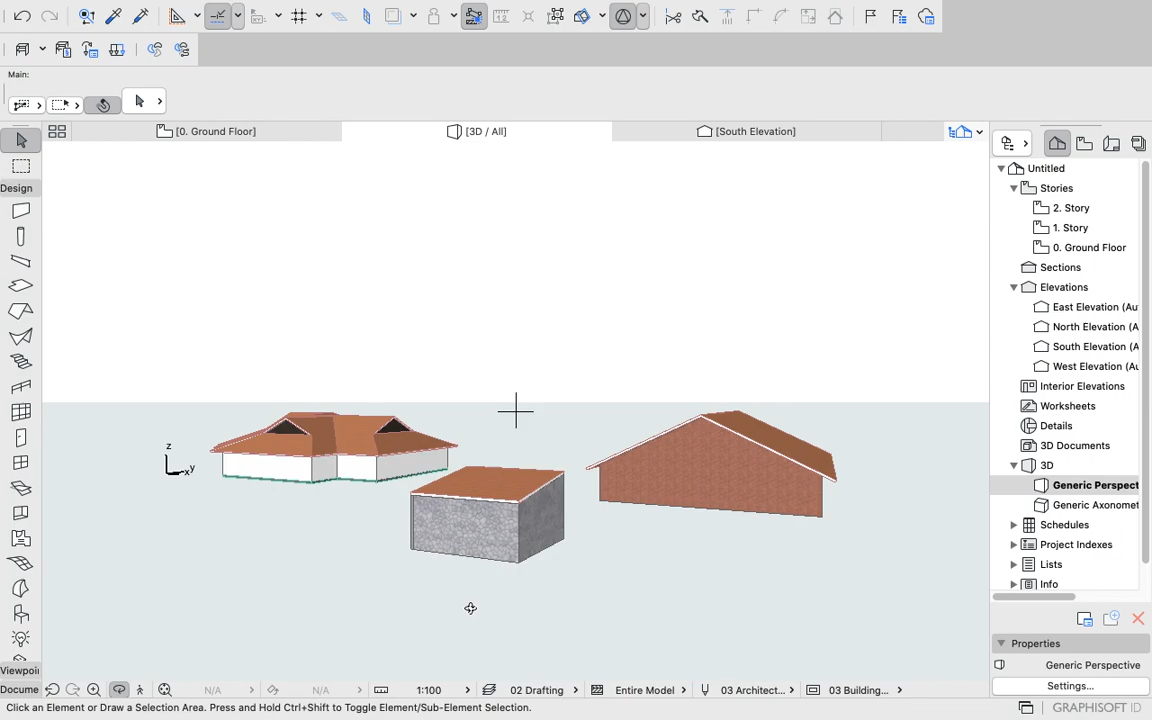 Main:
[0. Ground Floor]
[3D / All]
[South Elevation]
Design
Untitled
Stories
2. Story
1. Story
0. Ground Floor
Sections
Elevations
East Elevation (Au
North Elevation (A
South Elevation (A
West Elevation (Au
Interior Elevations
Worksheets
Details
3D Documents
3D
Generic Perspect
Generic Axonomet
Schedules
Project Indexes
Lists
Info
z
y
x
Properties
Generic Perspective
Settings...
Viewpoi
Docume
N/A
N/A
1:100
02 Drafting
Entire Model
03 Architect...
03 Building...
Click an Element or Draw a Selection Area. Press and Hold Ctrl+Shift to Toggle Element/Sub-Element Selection.
GRAPHISOFT ID